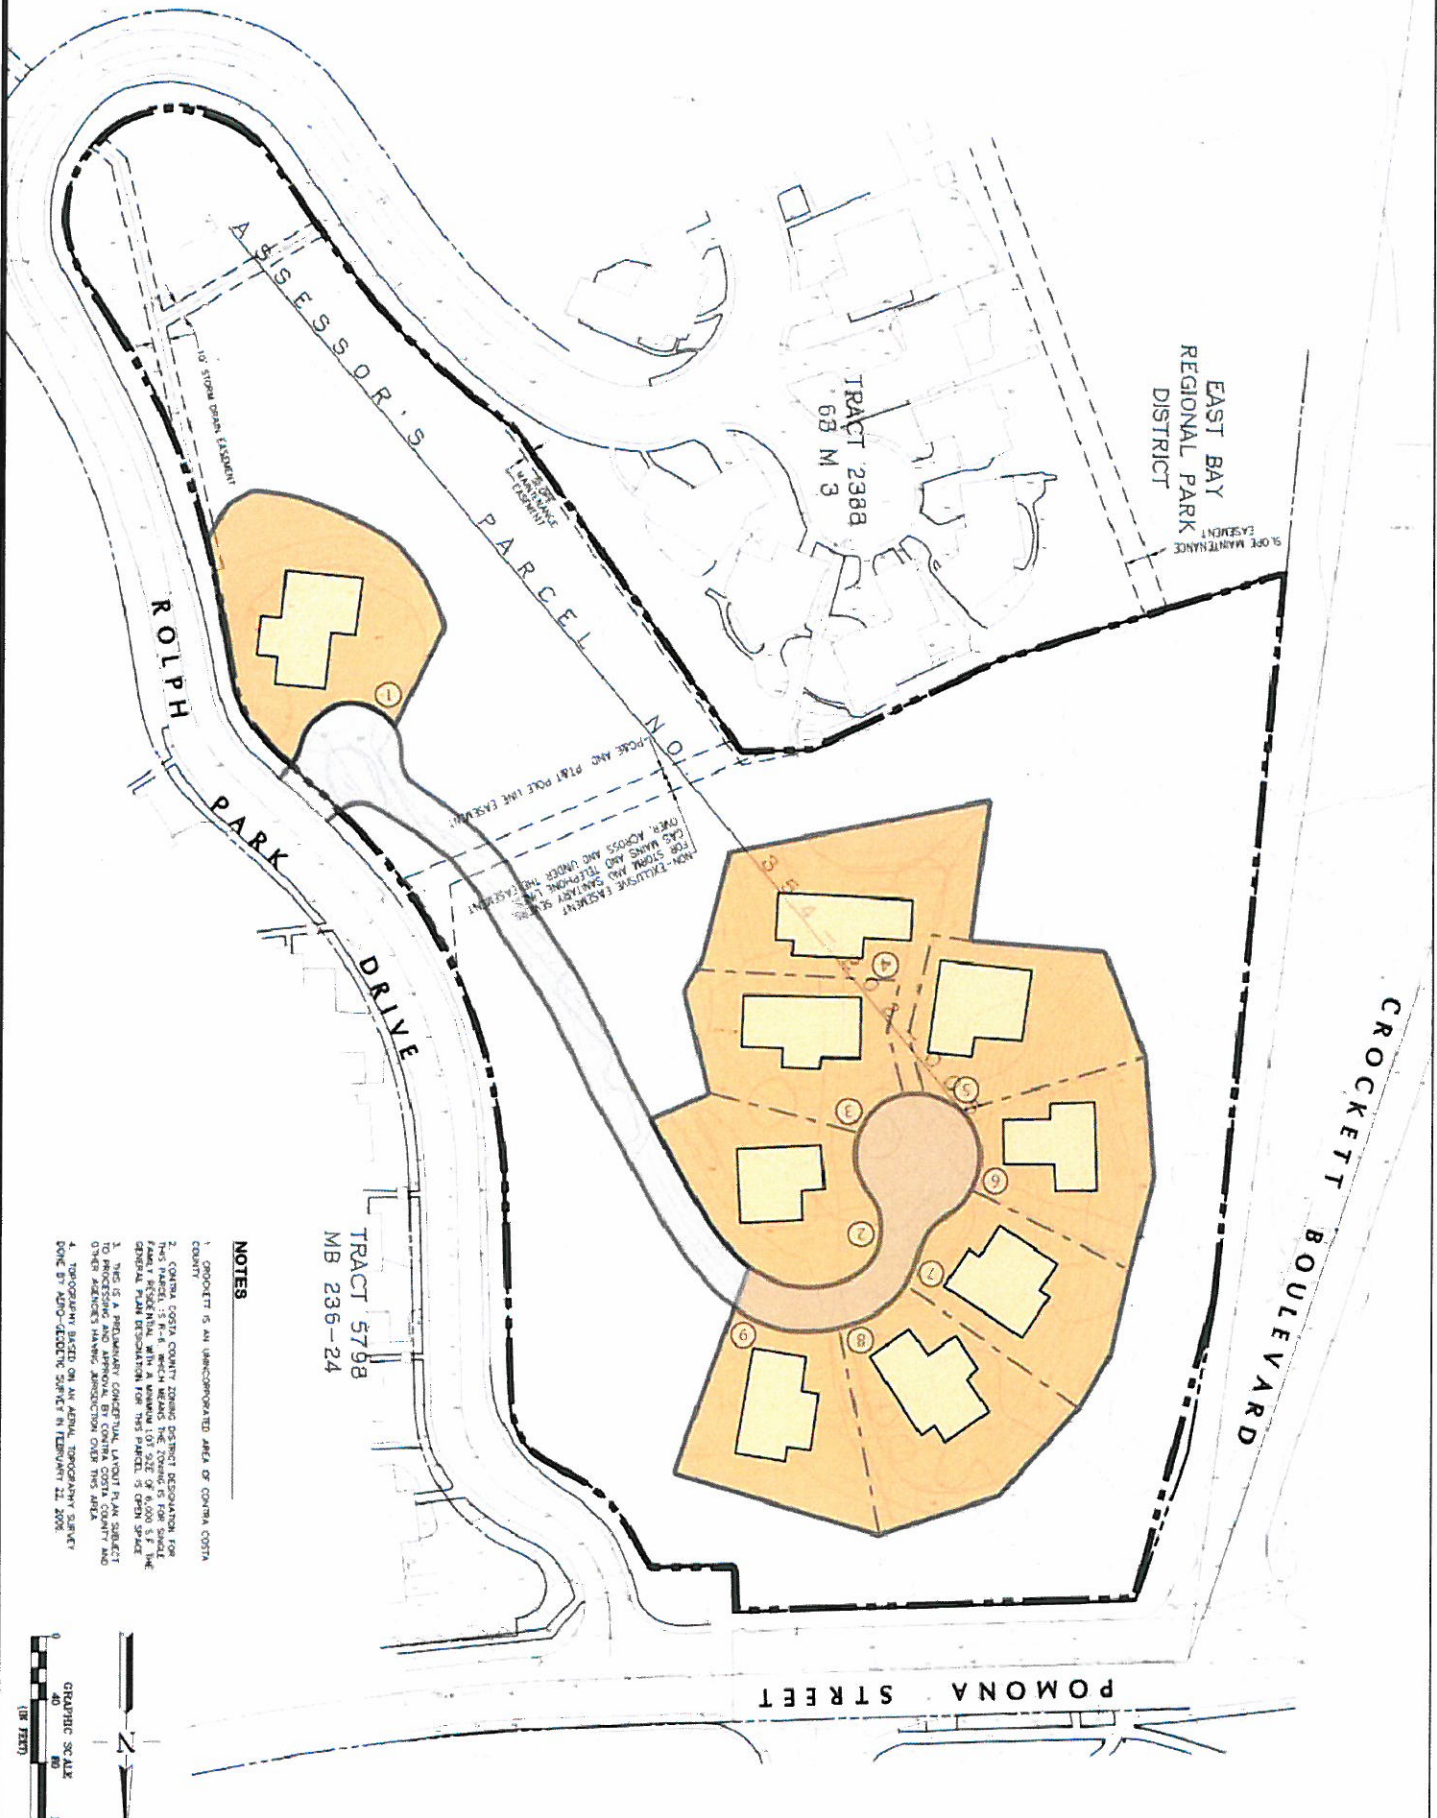 EAST BAY
REGIONAL PARK
DISTRICT
SLOPE MAINTENANCE
EASEMENT
TRACT 2388
68 M 3
CROCKETT BOULEVARD
ASSESSOR'S PARCEL NO
MAINTENANCE
EASEMENT
10' STORM DRAIN EASEMENT
PG&E AND PT&T POLE LINE EASEMENT
NON-EXCLUSIVE EASEMENT
FOR STORM AND SANITARY SEWERS,
GAS MAINS AND TELEPHONE LINES
OVER, ACROSS AND UNDER THE EASEMENT
1
2
3
4
5
6
7
8
9
ROLPH PARK DRIVE
POMONA STREET
TRACT 5798
MB 236-24
NOTES
1. CROCKETT IS AN UNINCORPORATED AREA OF CONTRA COSTA
COUNTY
2. CONTRA COSTA COUNTY ZONING DISTRICT DESIGNATION FOR
THIS PARCEL IS R-6, WHICH MEANS THE ZONING IS FOR SINGLE
FAMILY RESIDENTIAL WITH A MINIMUM LOT SIZE OF 6,000 S.F. THE
GENERAL PLAN DESIGNATION FOR THIS PARCEL IS OPEN SPACE
3. THIS IS A PRELIMINARY CONCEPTUAL LAYOUT PLAN SUBJECT
TO PROCESSING AND APPROVAL BY CONTRA COSTA COUNTY AND
OTHER AGENCIES HAVING JURISDICTION OVER THIS AREA
4. TOPOGRAPHY BASED ON AN AERIAL TOPOGRAPHY SURVEY
DONE BY AERO-GEODETIC SURVEY IN FEBRUARY 22, 2006.
N
GRAPHIC SCALE
0 40 80
(IN FEET)